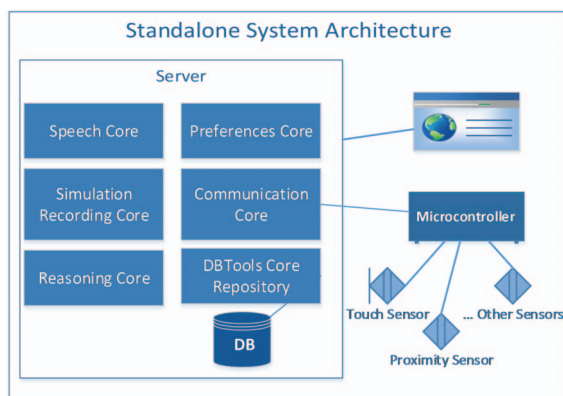 Standalone System Architecture
Server
Speech Core
Preferences Core
Simulation
Recording Core
Communication
Core
Microcontroller
Reasoning Core
DBTools Core
Repository
DB
Touch Sensor
... Other Sensors
Proximity Sensor